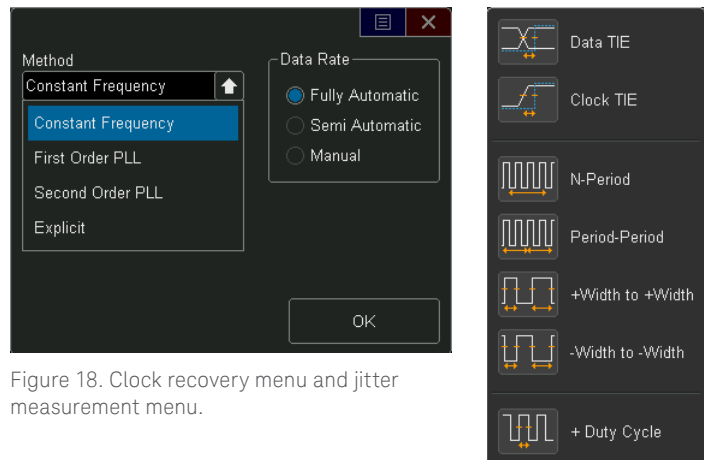 Method
Constant Frequency
Constant Frequency
First Order PLL
Second Order PLL
Explicit
Data Rate
Fully Automatic
Semi Automatic
Manual
OK
Figure 18. Clock recovery menu and jitter
measurement menu.
Data TIE
Clock TIE
N-Period
Period-Period
+Width to +Width
-Width to -Width
+ Duty Cycle